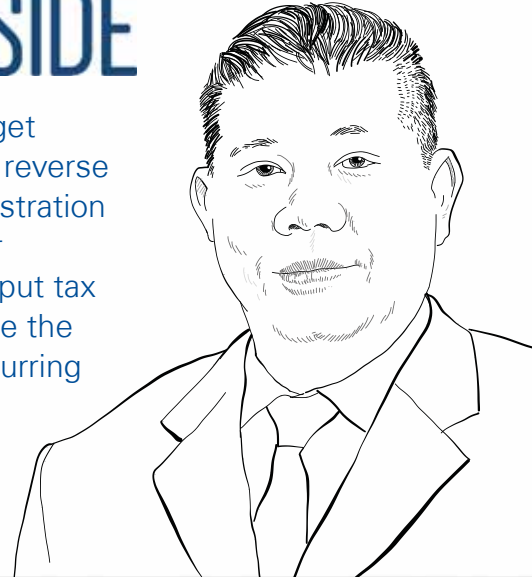 SIDE
get
reverse
stration
put tax
e the
urring